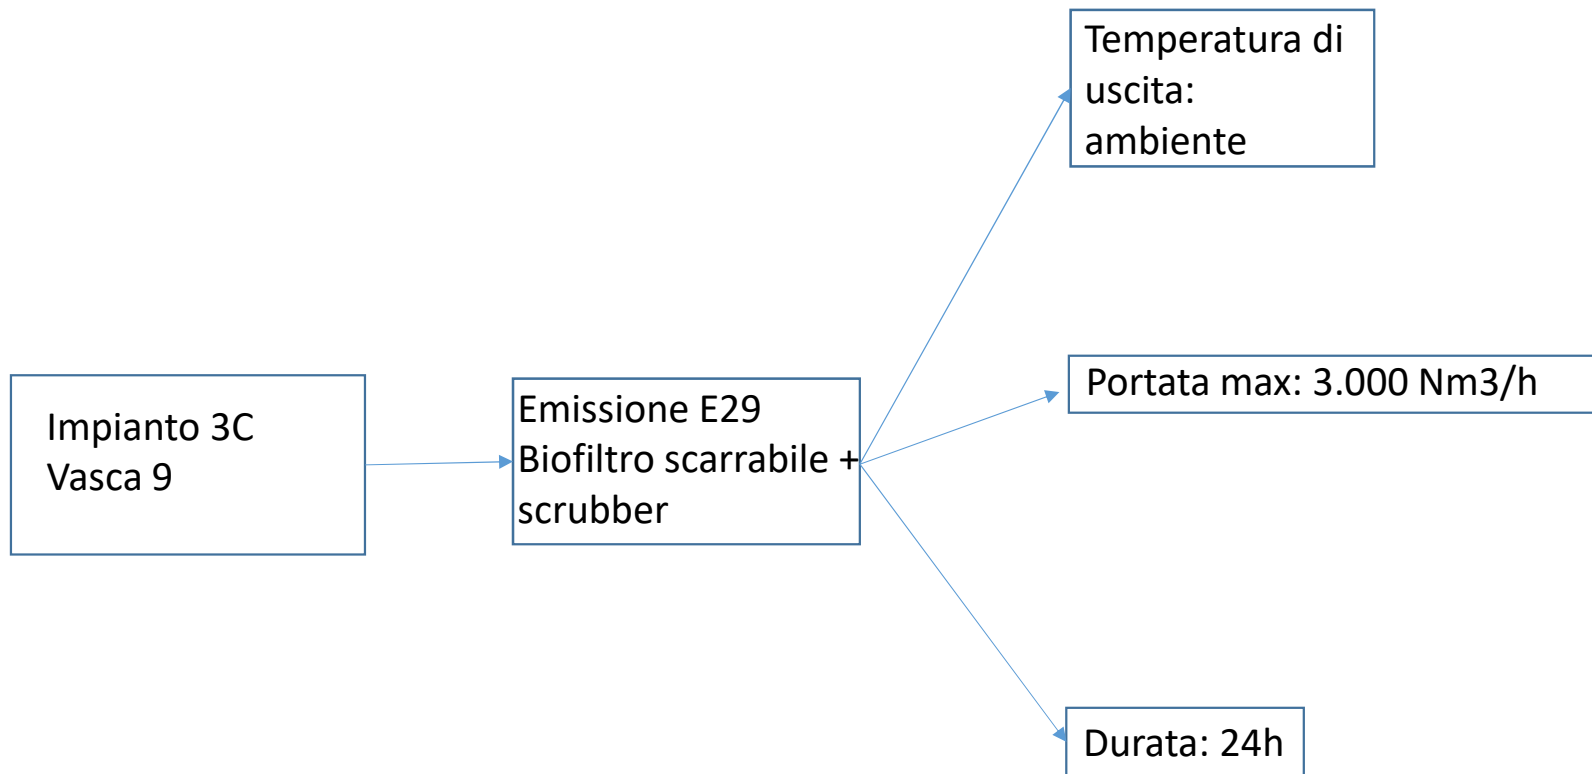 Temperatura di
uscita:
ambiente
Impianto 3C
Vasca 9
Emissione E29
Biofiltro scarrabile +
scrubber
Portata max: 3.000 Nm3/h
Durata: 24h